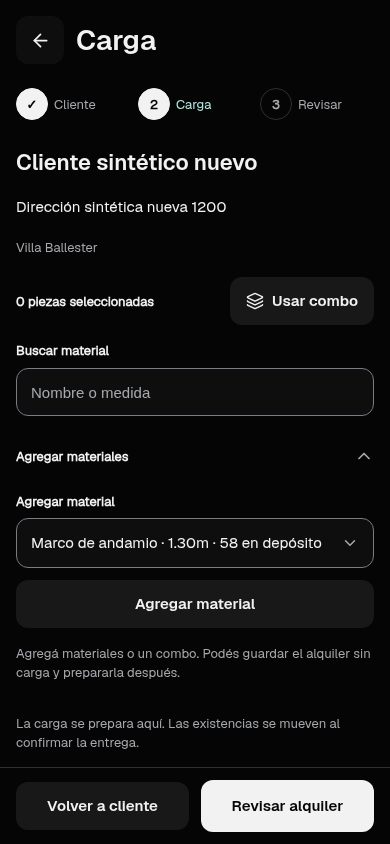 Carga
✓ Cliente 2 Carga 3 Revisar
Cliente sintético nuevo
Dirección sintética nueva 1200
Villa Ballester
0 piezas seleccionadas
Usar combo
Buscar material
Nombre o medida
Agregar materiales
Agregar material
Marco de andamio · 1.30m · 58 en depósito
Agregar material
Agregá materiales o un combo. Podés guardar el alquiler sin
carga y prepararla después.
La carga se prepara aquí. Las existencias se mueven al
confirmar la entrega.
Volver a cliente
Revisar alquiler